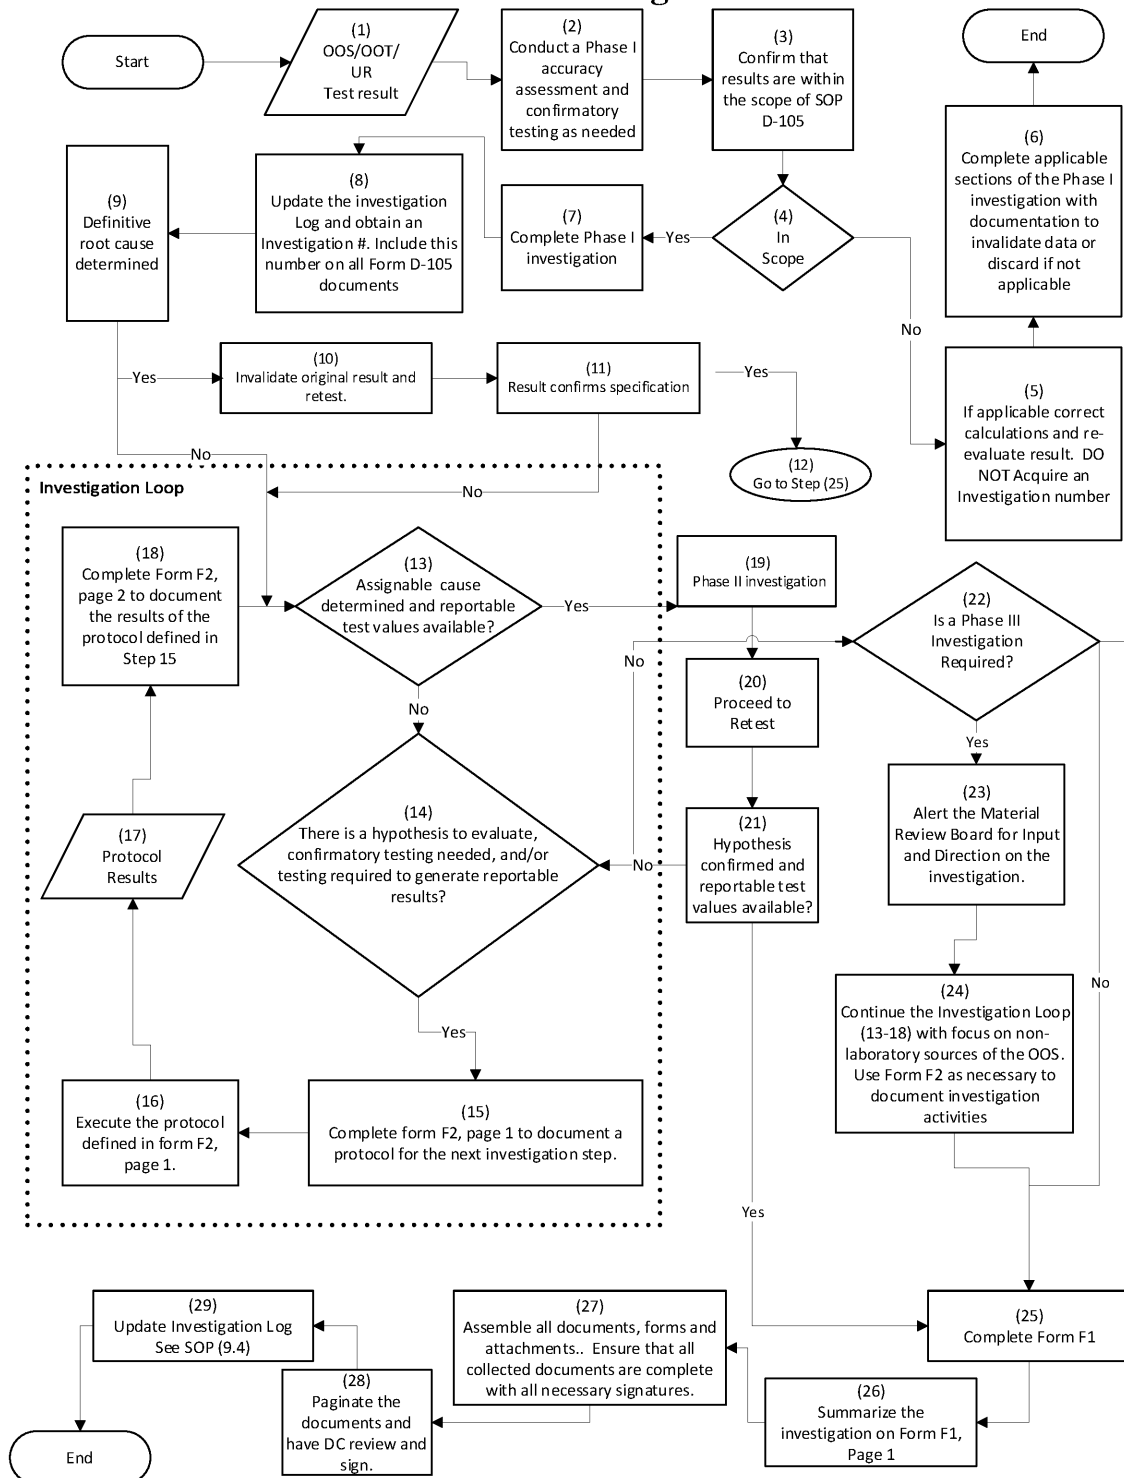 g
Start
(1)
OOS/OOT/
UR
Test result
(2)
Conduct a Phase I
accuracy
assessment and
confirmatory
testing as needed
(3)
Confirm that
results are within
the scope of SOP
D-105
End
(6)
Complete applicable
sections of the Phase I
investigation with
documentation to
invalidate data or
discard if not
applicable
(9)
Definitive
root cause
determined
(8)
Update the investigation
Log and obtain an
Investigation #. Include this
number on all Form D-105
documents
(7)
Complete Phase I
investigation
Yes
(4)
In
Scope
No
(5)
If applicable correct
calculations and re-
evaluate result.  DO
NOT Acquire an
Investigation number
Yes
(10)
Invalidate original result and
retest.
(11)
Result confirms specification
Yes
(12)
Go to Step (25)
No
No
Investigation Loop
(18)
Complete Form F2,
page 2 to document
the results of the
protocol defined in
Step 15
(13)
Assignable  cause
determined and reportable
test values available?
Yes
(19)
Phase II investigation
(22)
Is a Phase III
Investigation
Required?
No
No
(20)
Proceed to
Retest
Yes
(17)
Protocol
Results
(14)
There is a hypothesis to evaluate,
confirmatory testing needed, and/or
testing required to generate reportable
results?
No
(21)
Hypothesis
confirmed and
reportable test
values available?
(23)
Alert the Material
Review Board for Input
and Direction on the
investigation.
No
(24)
Continue the Investigation Loop
(13-18) with focus on non-
laboratory sources of the OOS.
Use Form F2 as necessary to
document investigation
activities
Yes
(16)
Execute the protocol
defined in form F2,
page 1.
(15)
Complete form F2, page 1 to document a
protocol for the next investigation step.
Yes
(29)
Update Investigation Log
See SOP (9.4)
(27)
Assemble all documents, forms and
attachments..  Ensure that all
collected documents are complete
with all necessary signatures.
(25)
Complete Form F1
(28)
Paginate the
documents and
have DC review and
sign.
(26)
Summarize the
investigation on Form F1,
Page 1
End